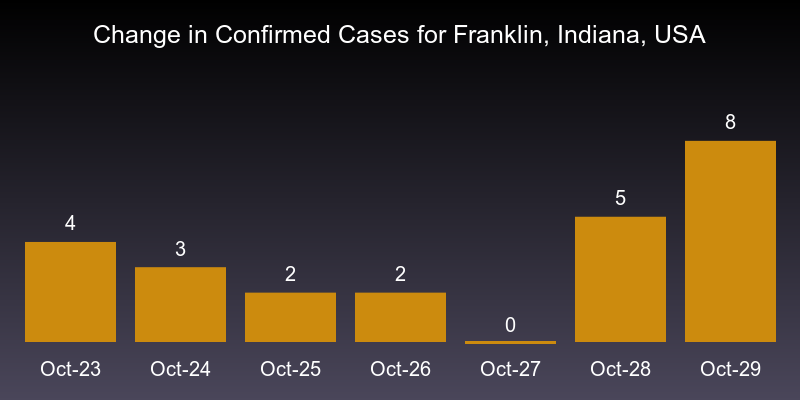 Change in Confirmed Cases for Franklin, Indiana, USA
4
3
2
2
0
5
8
Oct-23
Oct-24
Oct-25
Oct-26
Oct-27
Oct-28
Oct-29